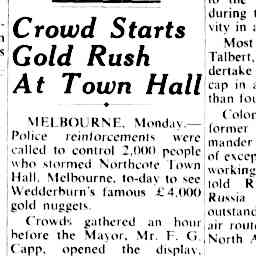 Crowd Starts
Gold Rush
At Town Hall
MELBOURNE, Monday.—
Police reinforcements were
called to control 2,000 people
who stormed Northcote Town
Hall, Melbourne, to-day to see
Wedderburn's famous £4,000
gold nuggets.
Crowds gathered an hour
before the Mayor, Mr. F. G.
Capp, opened the display.
during t
vity in a
Most
Talbert,
dertake
cap in a
than fou
Colon
former
mander
of excep
working
told R
Russia
outstand
air rout
North A